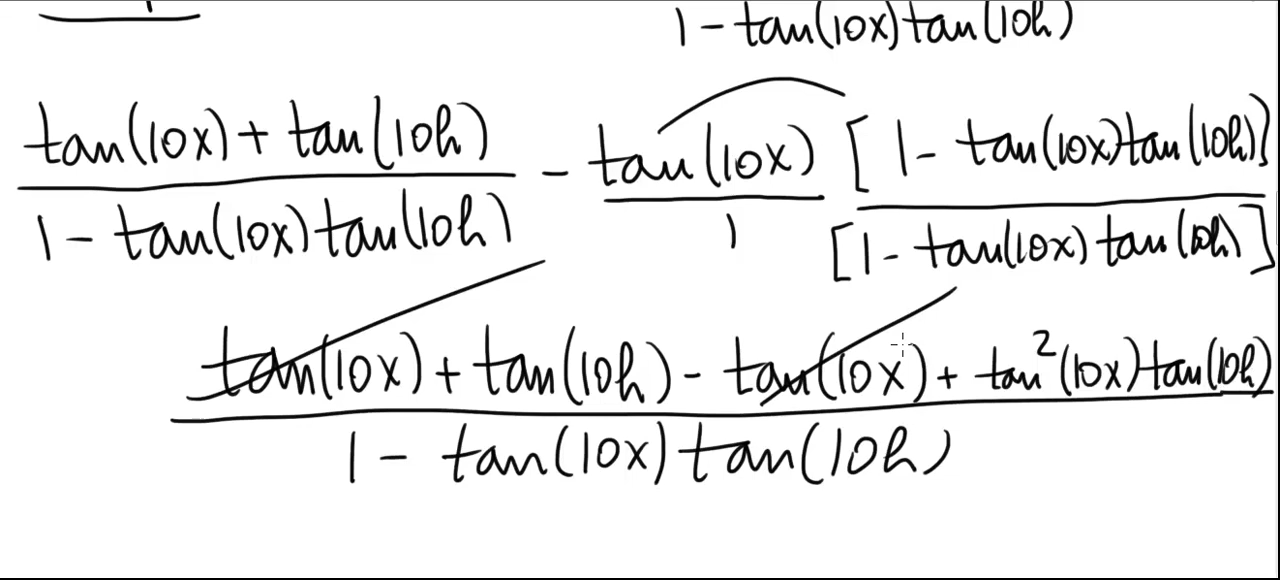 1 - tan(10x)tan(10h)
tan(10x) + tan(10h) - tan(10x) [1 - tan(10x)tan(10h)]
1 - tan(10x)tan(10h) 1 [1 - tan(10x)tan(10h)]
tan(10x) + tan(10h) - tan(10x) + tan²(10x)tan(10h)
1 - tan(10x)tan(10h)